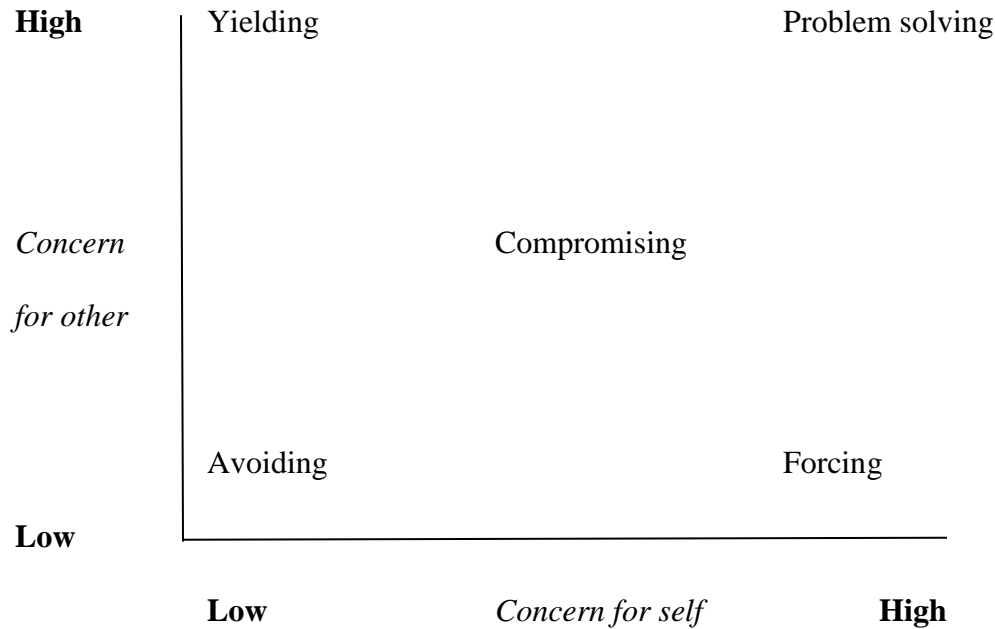 High Yielding Problem solving
Concern Compromising
for other
Avoiding Forcing
Low
Low Concern for self High